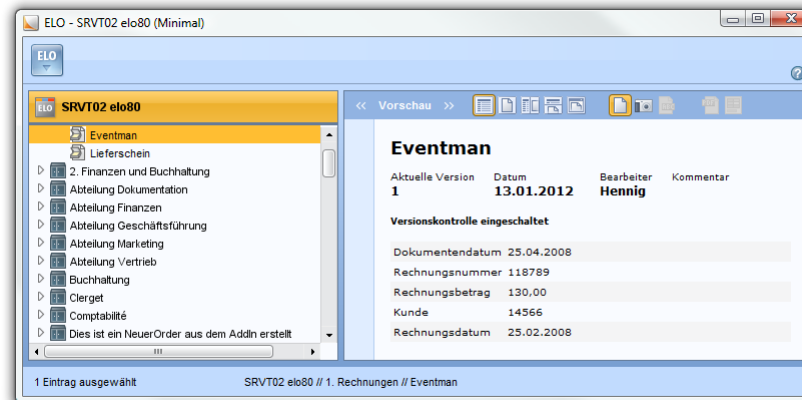 ELO - SRVT02 elo80 (Minimal)
ELO
ELO SRVT02 elo80
Eventman
Lieferschein
2. Finanzen und Buchhaltung
Abteilung Dokumentation
Abteilung Finanzen
Abteilung Geschäftsführung
Abteilung Marketing
Abteilung Vertrieb
Buchhaltung
Clerget
Comptabilité
Dies ist ein NeuerOrder aus dem AddIn erstellt
<< Vorschau >>
Eventman
Aktuelle Version Datum Bearbeiter Kommentar
1 13.01.2012 Hennig
Versionskontrolle eingeschaltet
Dokumentendatum 25.04.2008
Rechnungsnummer 118789
Rechnungsbetrag 130,00
Kunde 14566
Rechnungsdatum 25.02.2008
1 Eintrag ausgewählt SRVT02 elo80 // 1. Rechnungen // Eventman